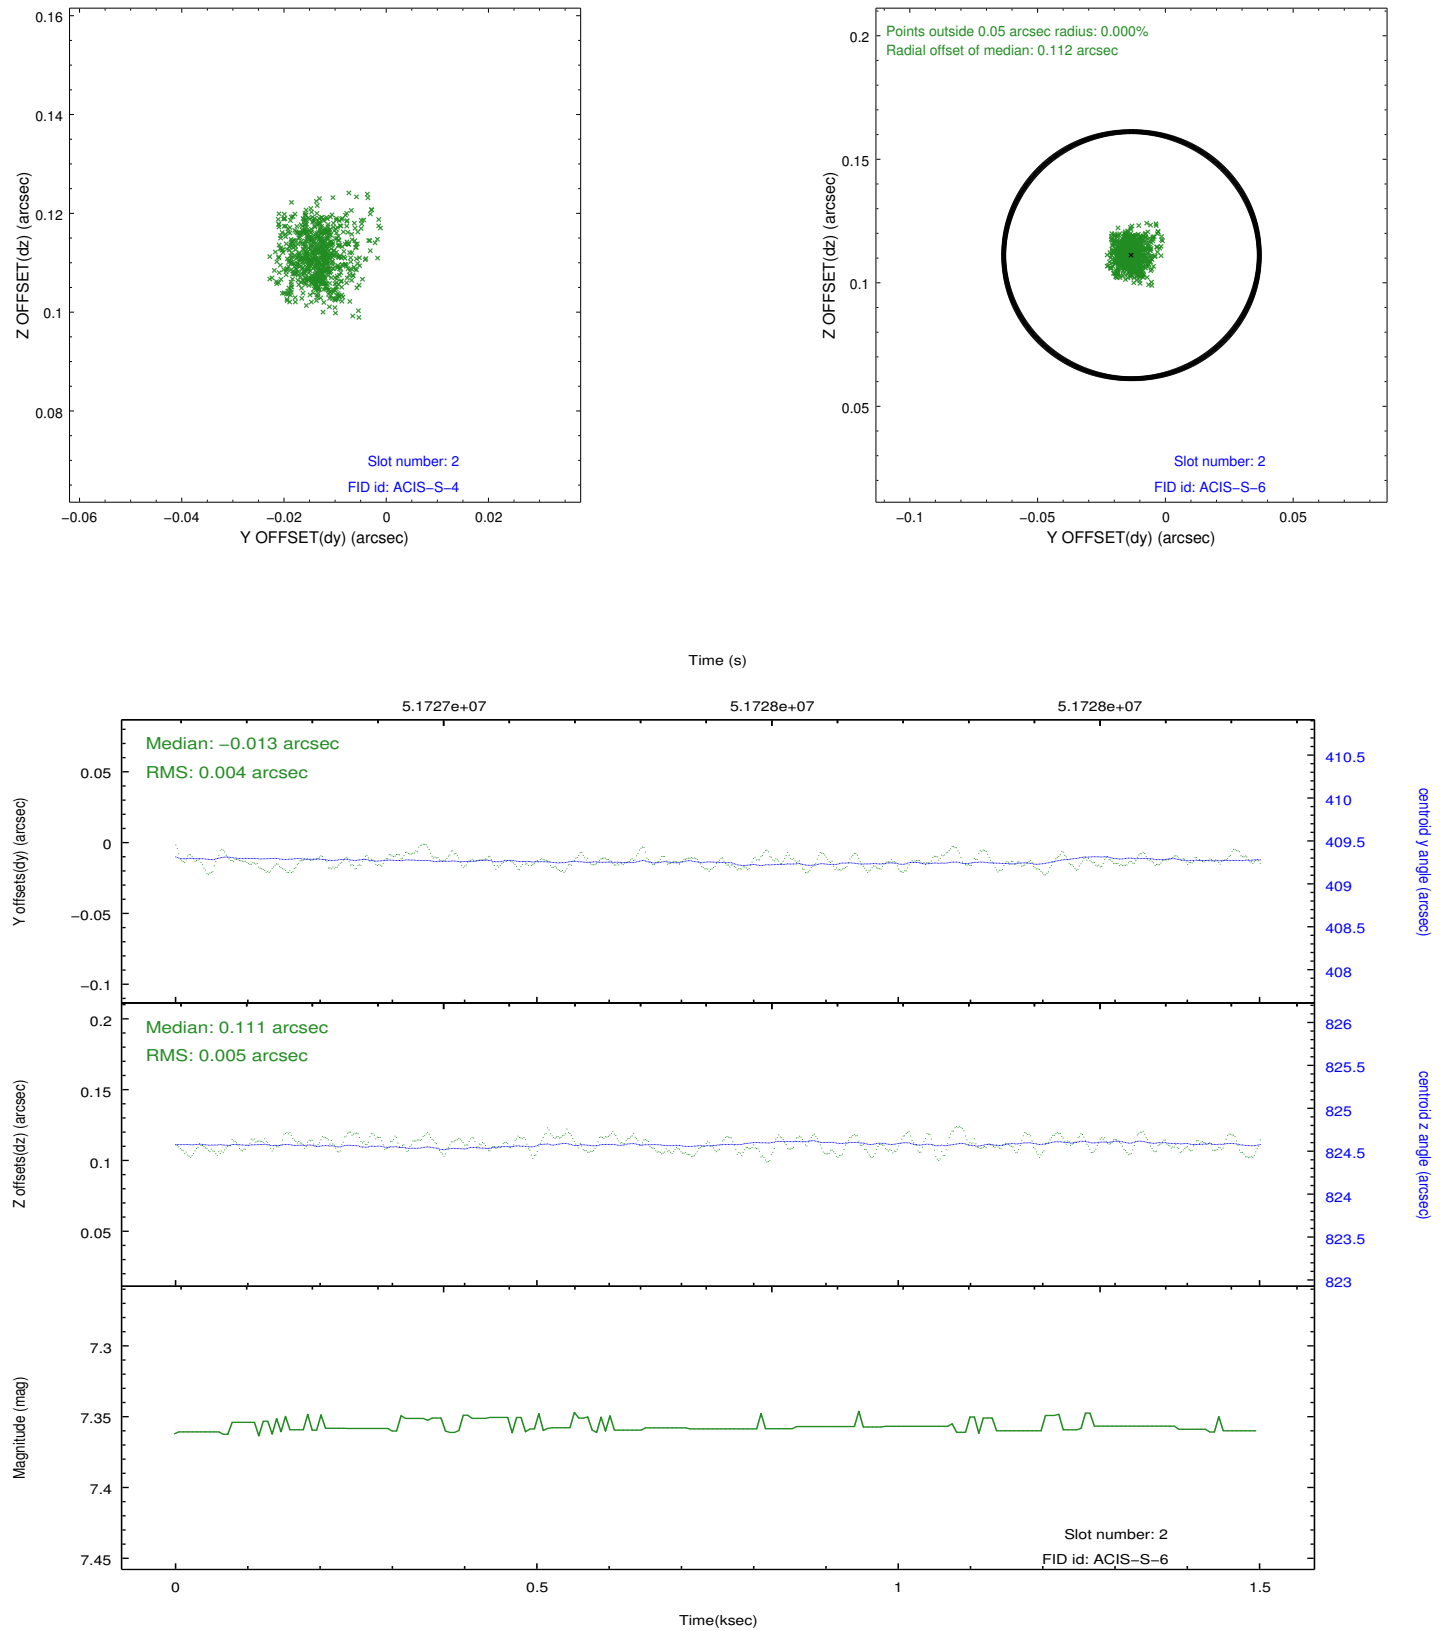 0.16
0.14
0.12
0.1
0.08
Z OFFSET(dz) (arcsec)
Slot number: 2
FID id: ACIS−S−4
−0.06
−0.04
−0.02
0
0.02
Y OFFSET(dy) (arcsec)
Points outside 0.05 arcsec radius: 0.000%
Radial offset of median: 0.112 arcsec
0.2
0.15
0.1
0.05
Z OFFSET(dz) (arcsec)
Slot number: 2
FID id: ACIS−S−6
−0.1
−0.05
0
0.05
Y OFFSET(dy) (arcsec)
Time (s)
5.1727e+07
5.1728e+07
5.1728e+07
Median: −0.013 arcsec
RMS: 0.004 arcsec
0.05
0
−0.05
−0.1
Y offsets(dy) (arcsec)
410.5
410
409.5
409
408.5
408
centroid y angle (arcsec)
Median: 0.111 arcsec
RMS: 0.005 arcsec
0.2
0.15
0.1
0.05
Z offsets(dz) (arcsec)
826
825.5
825
824.5
824
823.5
823
centroid z angle (arcsec)
7.3
7.35
7.4
7.45
Magnitude (mag)
Slot number: 2
FID id: ACIS−S−6
0
0.5
1
1.5
Time(ksec)